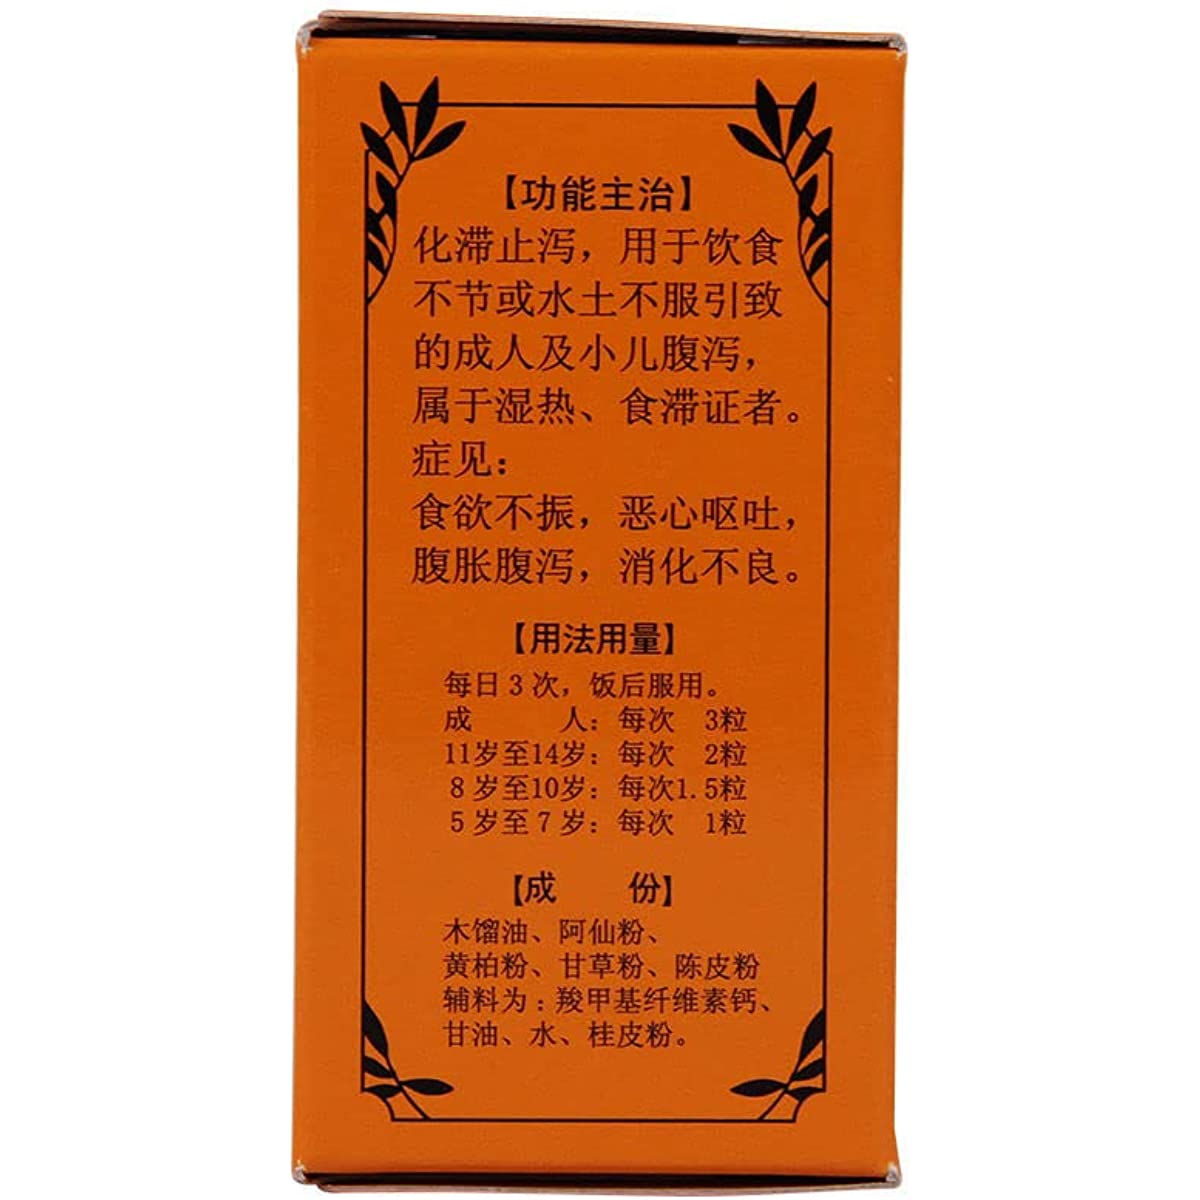 【功能主治】
化滞止泻，用于饮食
不节或水土不服引致
的成人及小儿腹泻，
属于湿热、食滞证者。
症见：
食欲不振，恶心呕吐，
腹胀腹泻，消化不良。
【用法用量】
每日3次，饭后服用。
成 人：每次 3粒
11岁至14岁：每次 2粒
8岁至10岁：每次1.5粒
5岁至7岁：每次 1粒
【成 份】
木馏油、阿仙粉、
黄柏粉、甘草粉、陈皮粉
辅料为：羧甲基纤维素钙、
甘油、水、桂皮粉。